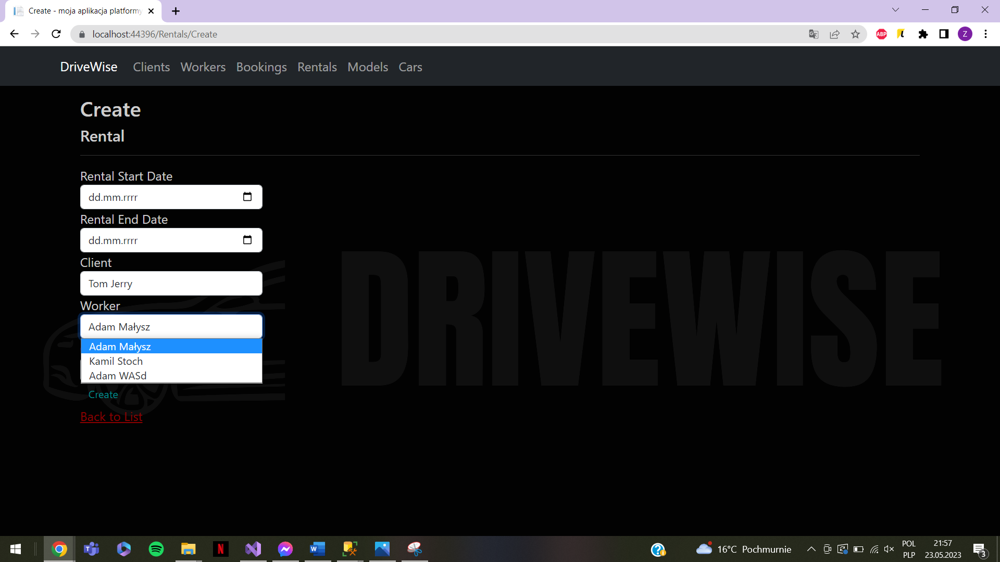 Create - moja aplikacja platformy
localhost:44396/Rentals/Create
ABP
Z
DriveWise Clients Workers Bookings Rentals Models Cars
Create
Rental
Rental Start Date
dd.mm.rrrr
Rental End Date
dd.mm.rrrr
Client
Tom Jerry
Worker
Adam Małysz
Adam Małysz
Kamil Stoch
Adam WASd
Create
Back to List
DRIVEWISE
16°C Pochmurnie
POL
PLP
21:57
23.05.2023
3